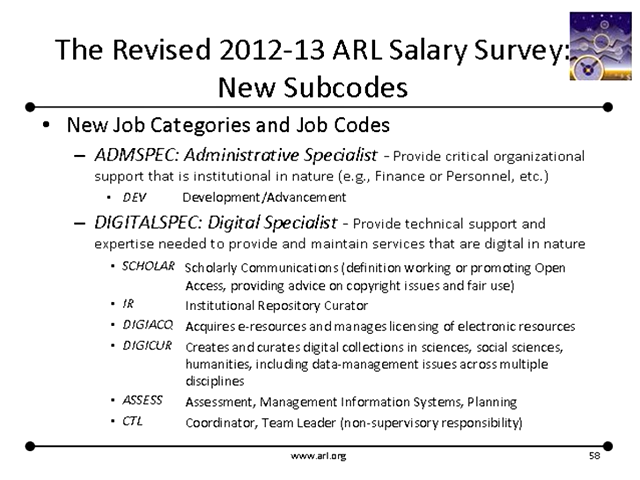 The Revised 2012-13 ARL Salary Survey:
New Subcodes
• New Job Categories and Job Codes
– ADMSPEC: Administrative Specialist - Provide critical organizational
support that is institutional in nature (e.g., Finance or Personnel, etc.)
• DEV Development/Advancement
– DIGITALSPEC: Digital Specialist - Provide technical support and
expertise needed to provide and maintain services that are digital in nature
• SCHOLAR Scholarly Communications (definition working or promoting Open
Access, providing advice on copyright issues and fair use)
• IR Institutional Repository Curator
• DIGIACQ Acquires e-resources and manages licensing of electronic resources
• DIGICUR Creates and curates digital collections in sciences, social sciences,
humanities, including data-management issues across multiple
disciplines
• ASSESS Assessment, Management Information Systems, Planning
• CTL Coordinator, Team Leader (non-supervisory responsibility)
www.arl.org 58